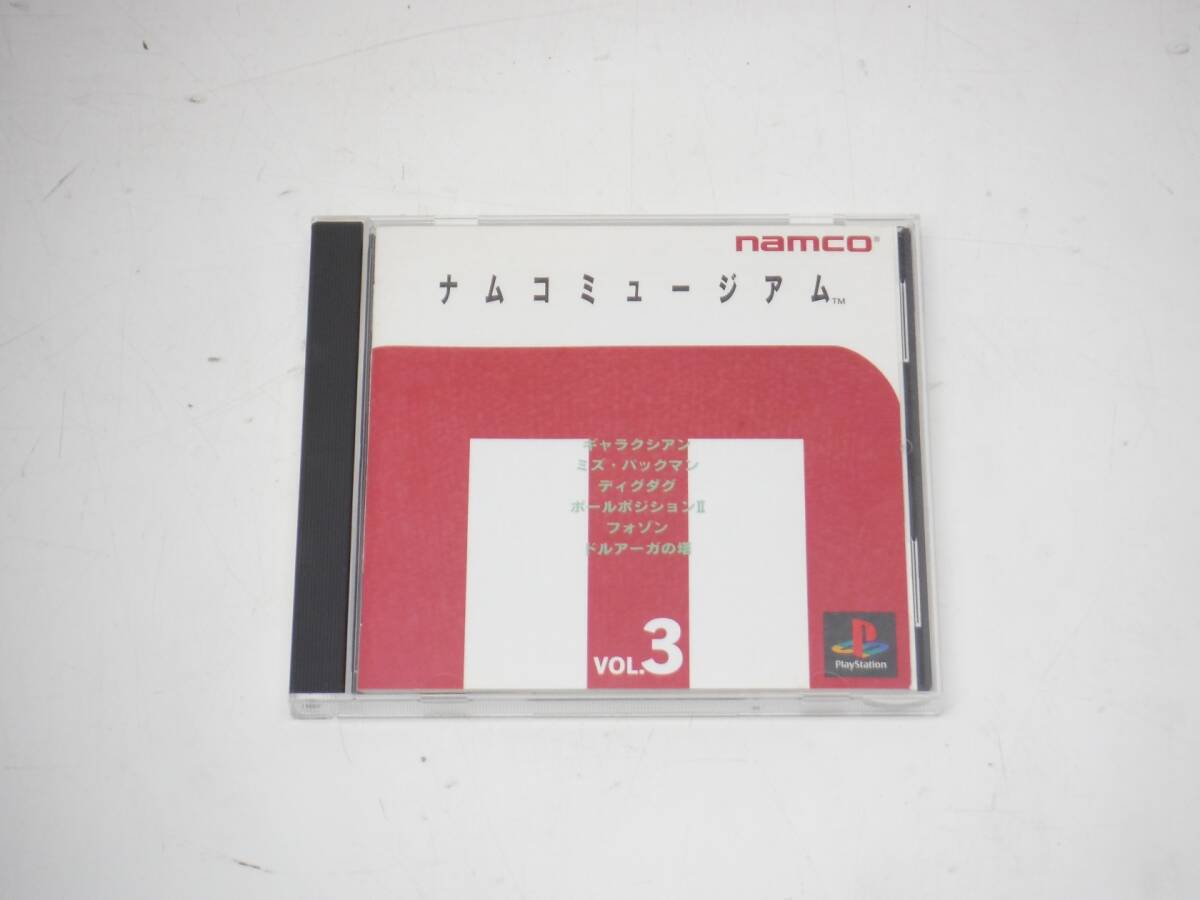 namco®
ナムコミュージアム™
ギャラクシアン
ミズ・パックマン
ディグダグ
ポールポジションII
フォゾン
ドルアーガの塔
VOL.3
PlayStation